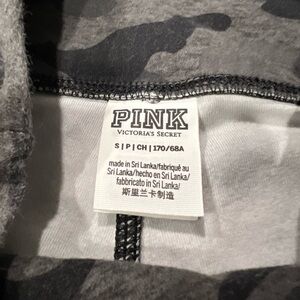 PINK
VICTORIA'S SECRET
S | P | CH | 170/68A
made in Sri Lanka/fabriqué au
Sri Lanka/hecho en Sri Lanka/
fabbricato in Sri Lanka/
斯里兰卡制造